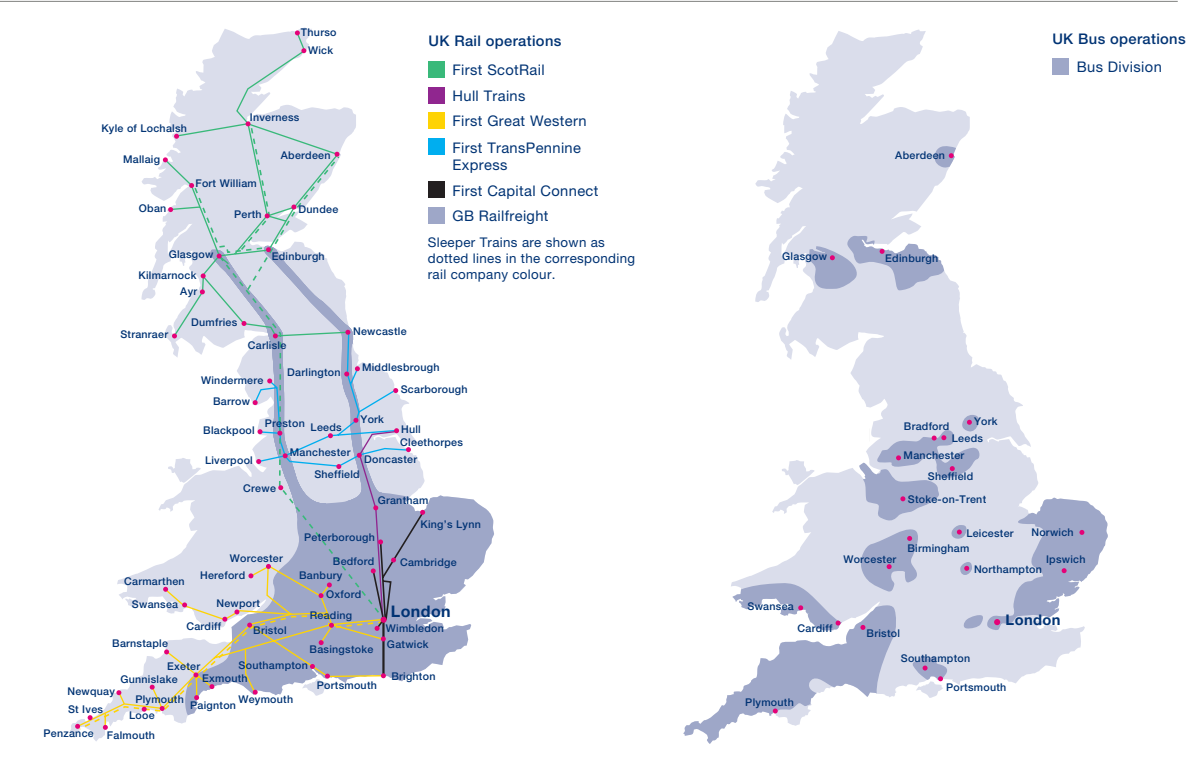 UK Rail operations
First ScotRail
Hull Trains
First Great Western
First TransPennine
Express
First Capital Connect
GB Railfreight
Sleeper Trains are shown as
dotted lines in the corresponding
rail company colour.
Thurso
Wick
Inverness
Kyle of Lochalsh
Aberdeen
Mallaig
Fort William
Oban
Perth
Dundee
Glasgow
Edinburgh
Kilmarnock
Ayr
Dumfries
Stranraer
Carlisle
Newcastle
Middlesbrough
Darlington
Windermere
Scarborough
Barrow
York
Preston
Leeds
Hull
Blackpool
Cleethorpes
Manchester
Liverpool
Doncaster
Sheffield
Crewe
Grantham
King's Lynn
Peterborough
Worcester
Bedford
Cambridge
Hereford
Banbury
Carmarthen
Oxford
Swansea
Newport
Reading
London
Cardiff
Bristol
Wimbledon
Barnstaple
Basingstoke
Gatwick
Exeter
Southampton
Gunnislake
Exmouth
Brighton
Portsmouth
Newquay
Plymouth
Paignton
Weymouth
St Ives
Looe
Penzance
Falmouth
UK Bus operations
Bus Division
Aberdeen
Glasgow
Edinburgh
York
Bradford
Leeds
Manchester
Sheffield
Stoke-on-Trent
Leicester
Norwich
Birmingham
Worcester
Ipswich
Northampton
Swansea
London
Cardiff
Bristol
Southampton
Portsmouth
Plymouth